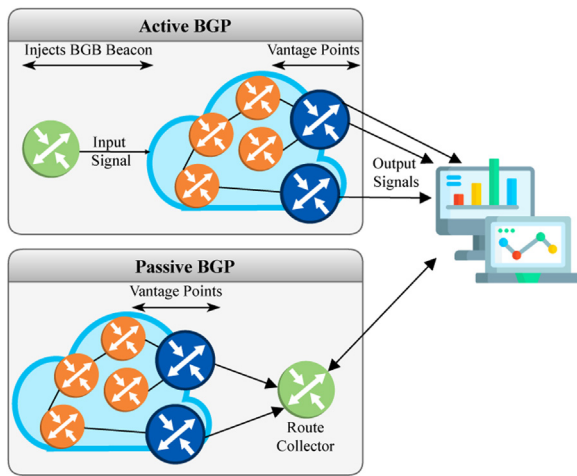 Active BGP
Injects BGB Beacon
Vantage Points
Input
Signal
Output
Signals
Passive BGP
Vantage Points
Route
Collector